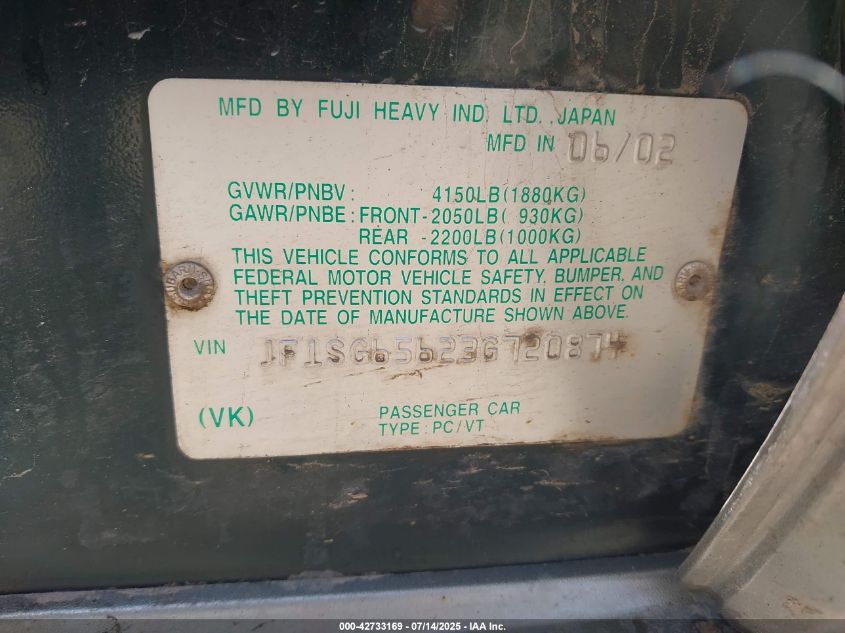 MFD BY FUJI HEAVY IND. LTD. JAPAN
MFD IN 06/02
GVWR/PNBV: 4150LB(1880KG)
GAWR/PNBE: FRONT-2050LB( 930KG)
REAR -2200LB(1000KG)
THIS VEHICLE CONFORMS TO ALL APPLICABLE
FEDERAL MOTOR VEHICLE SAFETY, BUMPER, AND
THEFT PREVENTION STANDARDS IN EFFECT ON
THE DATE OF MANUFACTURE SHOWN ABOVE.
VIN JF1SG65623G720874
(VK) PASSENGER CAR
TYPE: PC/VT
000-42733169 - 07/14/2025 - IAA Inc.